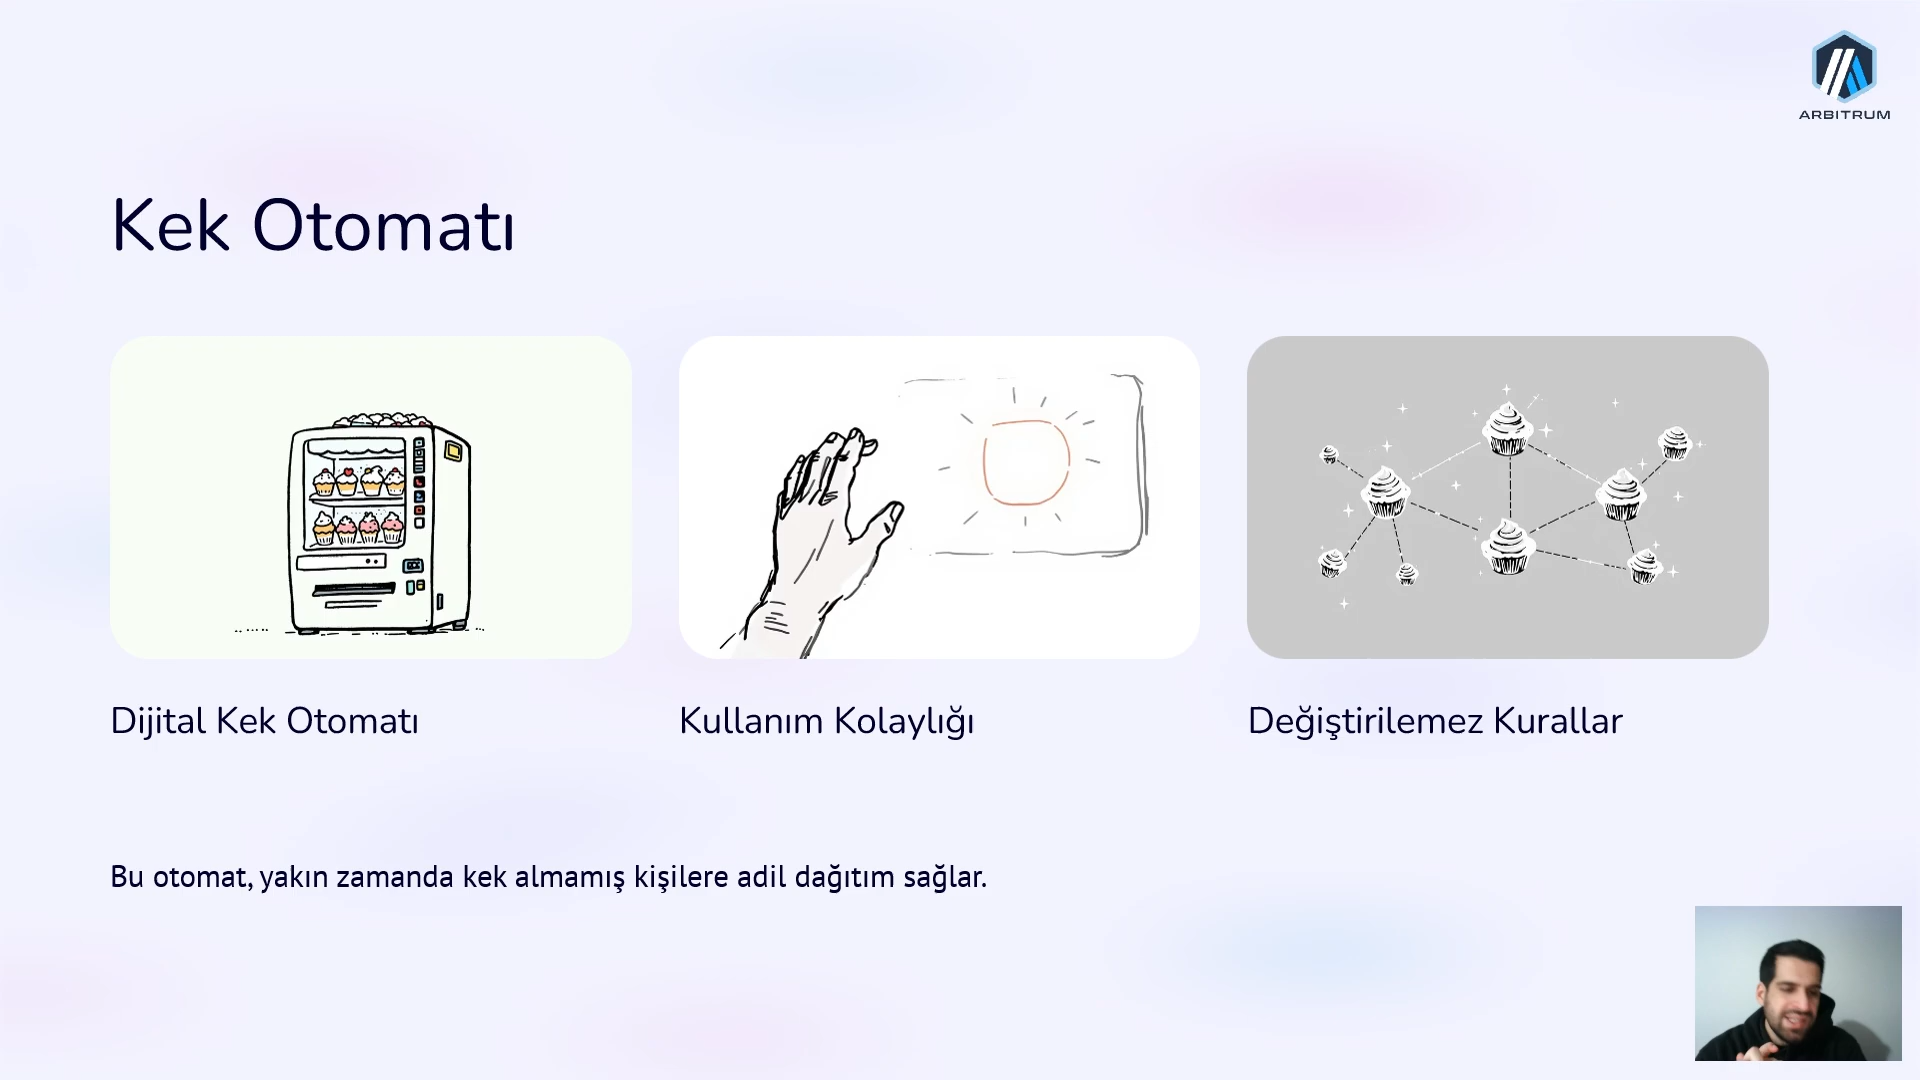 ARBITRUM
Kek Otomatı
Dijital Kek Otomatı
Kullanım Kolaylığı
Değiştirilemez Kurallar
Bu otomat, yakın zamanda kek almamış kişilere adil dağıtım sağlar.